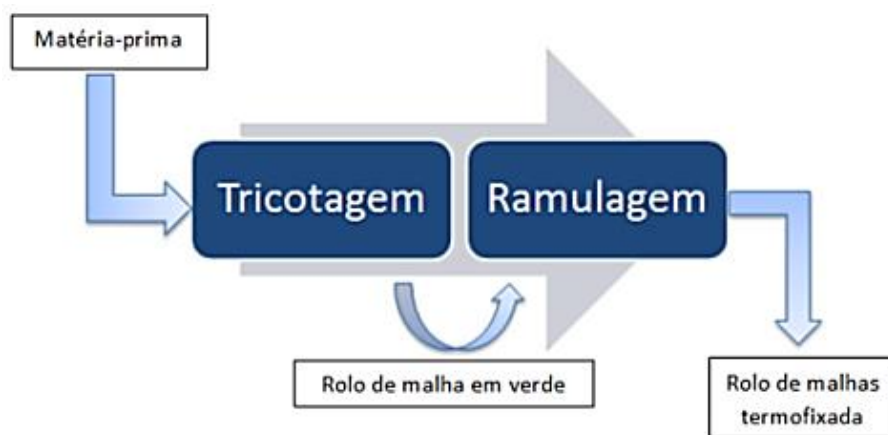 Matéria-prima
Tricotagem
Ramulagem
Rolo de malha em verde
Rolo de malhas
termofixada